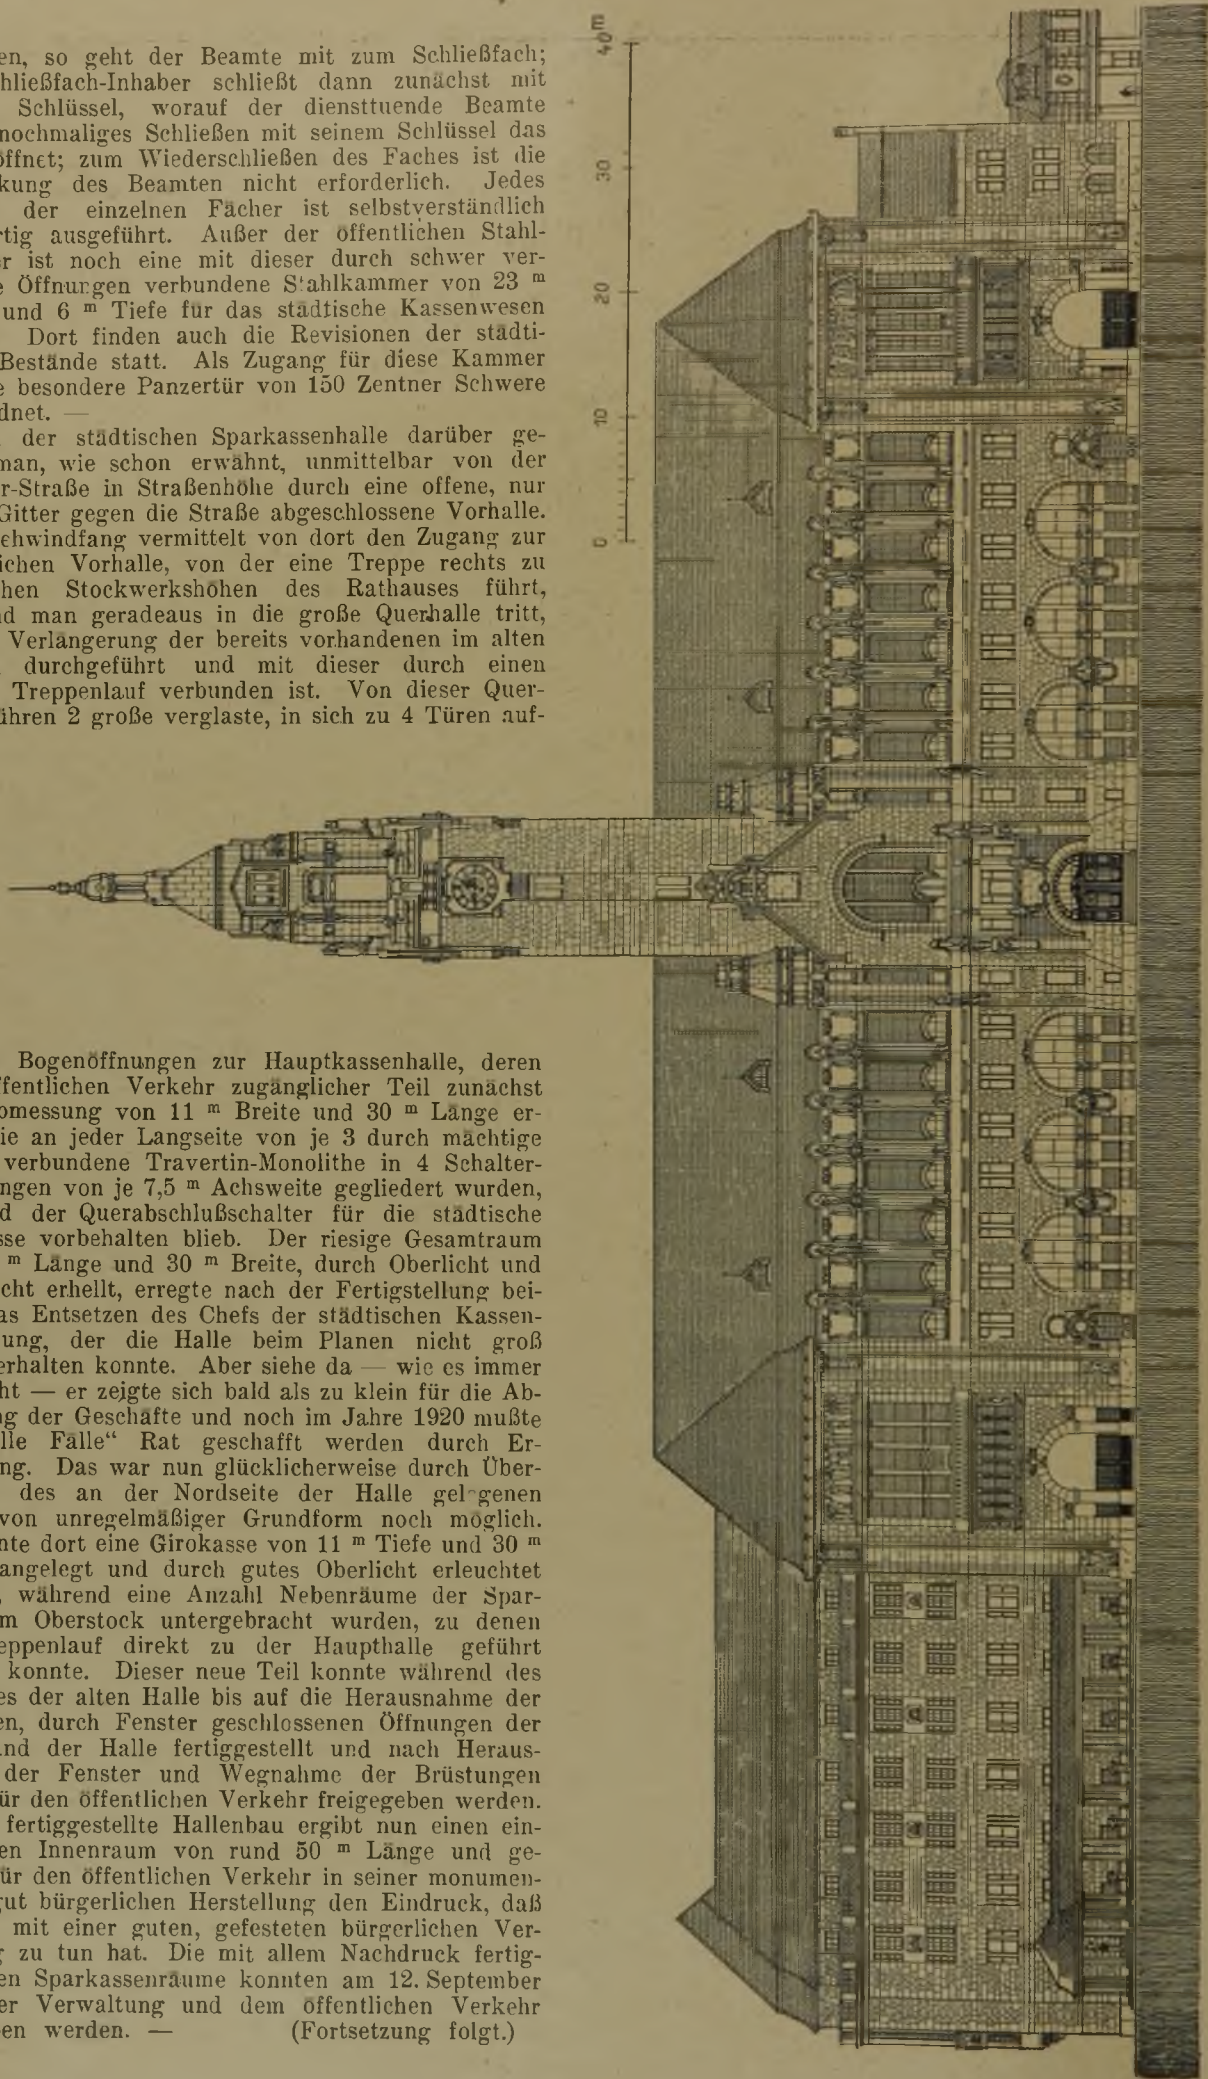 en, so geht der Beamte mit zum Schließfach;
hließfach-Inhaber schließt dann zunächst mit
Schlüssel, worauf der diensttuende Beamte
nochmaliges Schließen mit seinem Schlüssel das
öffnet; zum Wiederschließen des Faches ist die
kung des Beamten nicht erforderlich. Jedes
der einzelnen Fächer ist selbstverständlich
rtig ausgeführt. Außer der öffentlichen Stahl-
r ist noch eine mit dieser durch schwer ver-
e Öffnungen verbundene Stahlkammer von 23 m
und 6 m Tiefe für das städtische Kassenwesen
Dort finden auch die Revisionen der städti-
Bestände statt. Als Zugang für diese Kammer
e besondere Panzertür von 150 Zentner Schwere
dnet. —
der städtischen Sparkassenhalle darüber ge-
man, wie schon erwähnt, unmittelbar von der
r-Straße in Straßenhöhe durch eine offene, nur
Gitter gegen die Straße abgeschlossene Vorhalle.
ehwindfang vermittelt von dort den Zugang zur
ichen Vorhalle, von der eine Treppe rechts zu
hen Stockwerkshöhen des Rathauses führt,
d man geradeaus in die große Querhalle tritt,
Verlängerung der bereits vorhandenen im alten
durchgeführt und mit dieser durch einen
Treppenlauf verbunden ist. Von dieser Quer-
ühren 2 große verglaste, in sich zu 4 Türen auf-
0 10 20 30 40 m
Bogenöffnungen zur Hauptkassenhalle, deren
ffentlichen Verkehr zugänglicher Teil zunächst
bmessung von 11 m Breite und 30 m Länge er-
ie an jeder Langseite von je 3 durch mächtige
verbundene Travertin-Monolithe in 4 Schalter-
ngen von je 7,5 m Achsweite gegliedert wurden,
d der Querabschlußschalter für die städtische
sse vorbehalten blieb. Der riesige Gesamtraum
m Länge und 30 m Breite, durch Oberlicht und
cht erhellt, erregte nach der Fertigstellung bei-
as Entsetzen des Chefs der städtischen Kassen-
ung, der die Halle beim Planen nicht groß
erhalten konnte. Aber siehe da — wie es immer
ht — er zeigte sich bald als zu klein für die Ab-
ng der Geschäfte und noch im Jahre 1920 mußte
lle Fälle“ Rat geschafft werden durch Er-
ng. Das war nun glücklicherweise durch Über-
des an der Nordseite der Halle gelegenen
von unregelmäßiger Grundform noch möglich.
nte dort eine Girokasse von 11 m Tiefe und 30 m
angelegt und durch gutes Oberlicht erleuchtet
, während eine Anzahl Nebenräume der Spar-
m Oberstock untergebracht wurden, zu denen
eppenlauf direkt zu der Haupthalle geführt
konnte. Dieser neue Teil konnte während des
es der alten Halle bis auf die Herausnahme der
en, durch Fenster geschlossenen Öffnungen der
and der Halle fertiggestellt und nach Heraus-
der Fenster und Wegnahme der Brüstungen
ür den öffentlichen Verkehr freigegeben werden.
fertiggestellte Hallenbau ergibt nun einen ein-
en Innenraum von rund 50 m Länge und ge-
ür den öffentlichen Verkehr in seiner monumen-
gut bürgerlichen Herstellung den Eindruck, daß
mit einer guten, gefesteten bürgerlichen Ver-
g zu tun hat. Die mit allem Nachdruck fertig-
en Sparkassenräume konnten am 12. September
er Verwaltung und dem öffentlichen Verkehr
en werden. — (Fortsetzung folgt.)